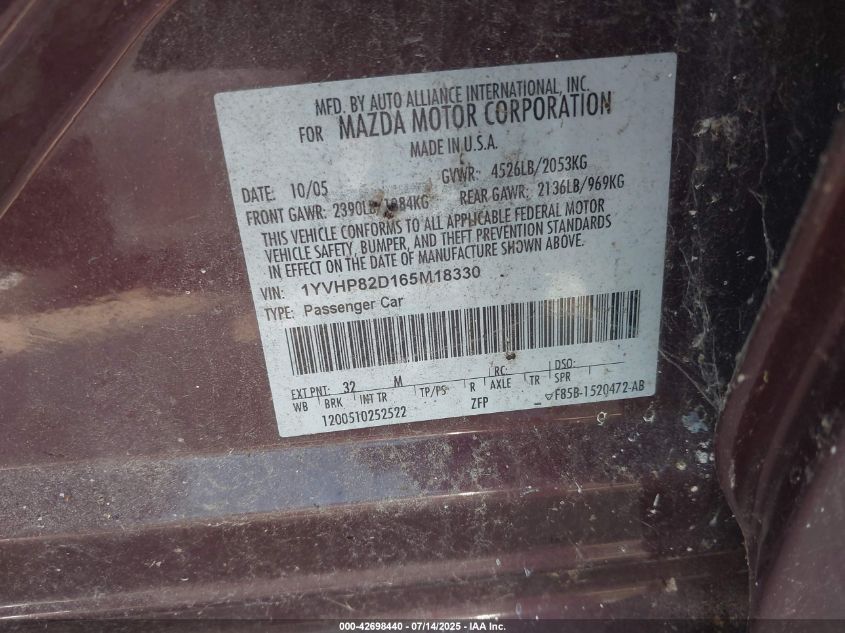 MFD. BY AUTO ALLIANCE INTERNATIONAL, INC.
FOR MAZDA MOTOR CORPORATION
MADE IN U.S.A.
DATE: 10/05 GVWR: 4526LB/2053KG
FRONT GAWR: 2390LB/1084KG REAR GAWR: 2136LB/969KG
THIS VEHICLE CONFORMS TO ALL APPLICABLE FEDERAL MOTOR
VEHICLE SAFETY, BUMPER, AND THEFT PREVENTION STANDARDS
IN EFFECT ON THE DATE OF MANUFACTURE SHOWN ABOVE.
VIN: 1YVHP82D165M18330
TYPE: Passenger Car
EXT PNT: 32 M RC: DSO:
WB BRK INT TR TP/PS R AXLE TR SPR
1200510252522 ZFP – ▽F85B-1520472-AB
000-42698440 - 07/14/2025 - IAA Inc.